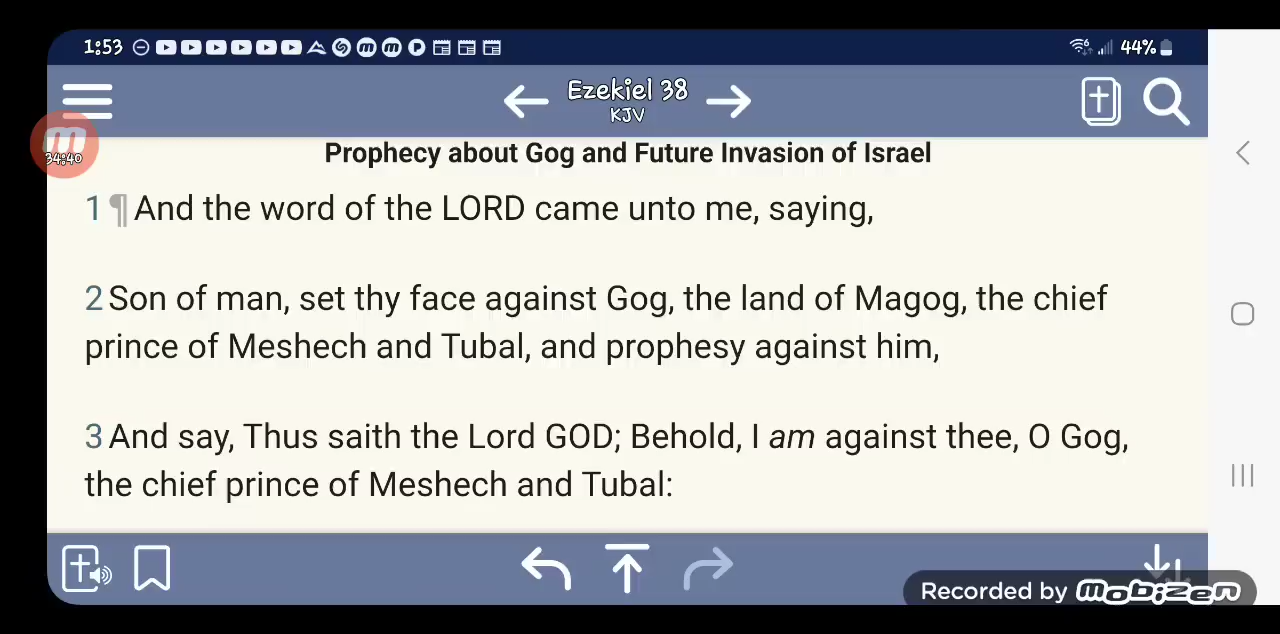 1:53 44%
Ezekiel 38
KJV
34:40
Prophecy about Gog and Future Invasion of Israel
1 ¶ And the word of the LORD came unto me, saying,
2 Son of man, set thy face against Gog, the land of Magog, the chief
prince of Meshech and Tubal, and prophesy against him,
3 And say, Thus saith the Lord GOD; Behold, I am against thee, O Gog,
the chief prince of Meshech and Tubal:
Recorded by mobizen